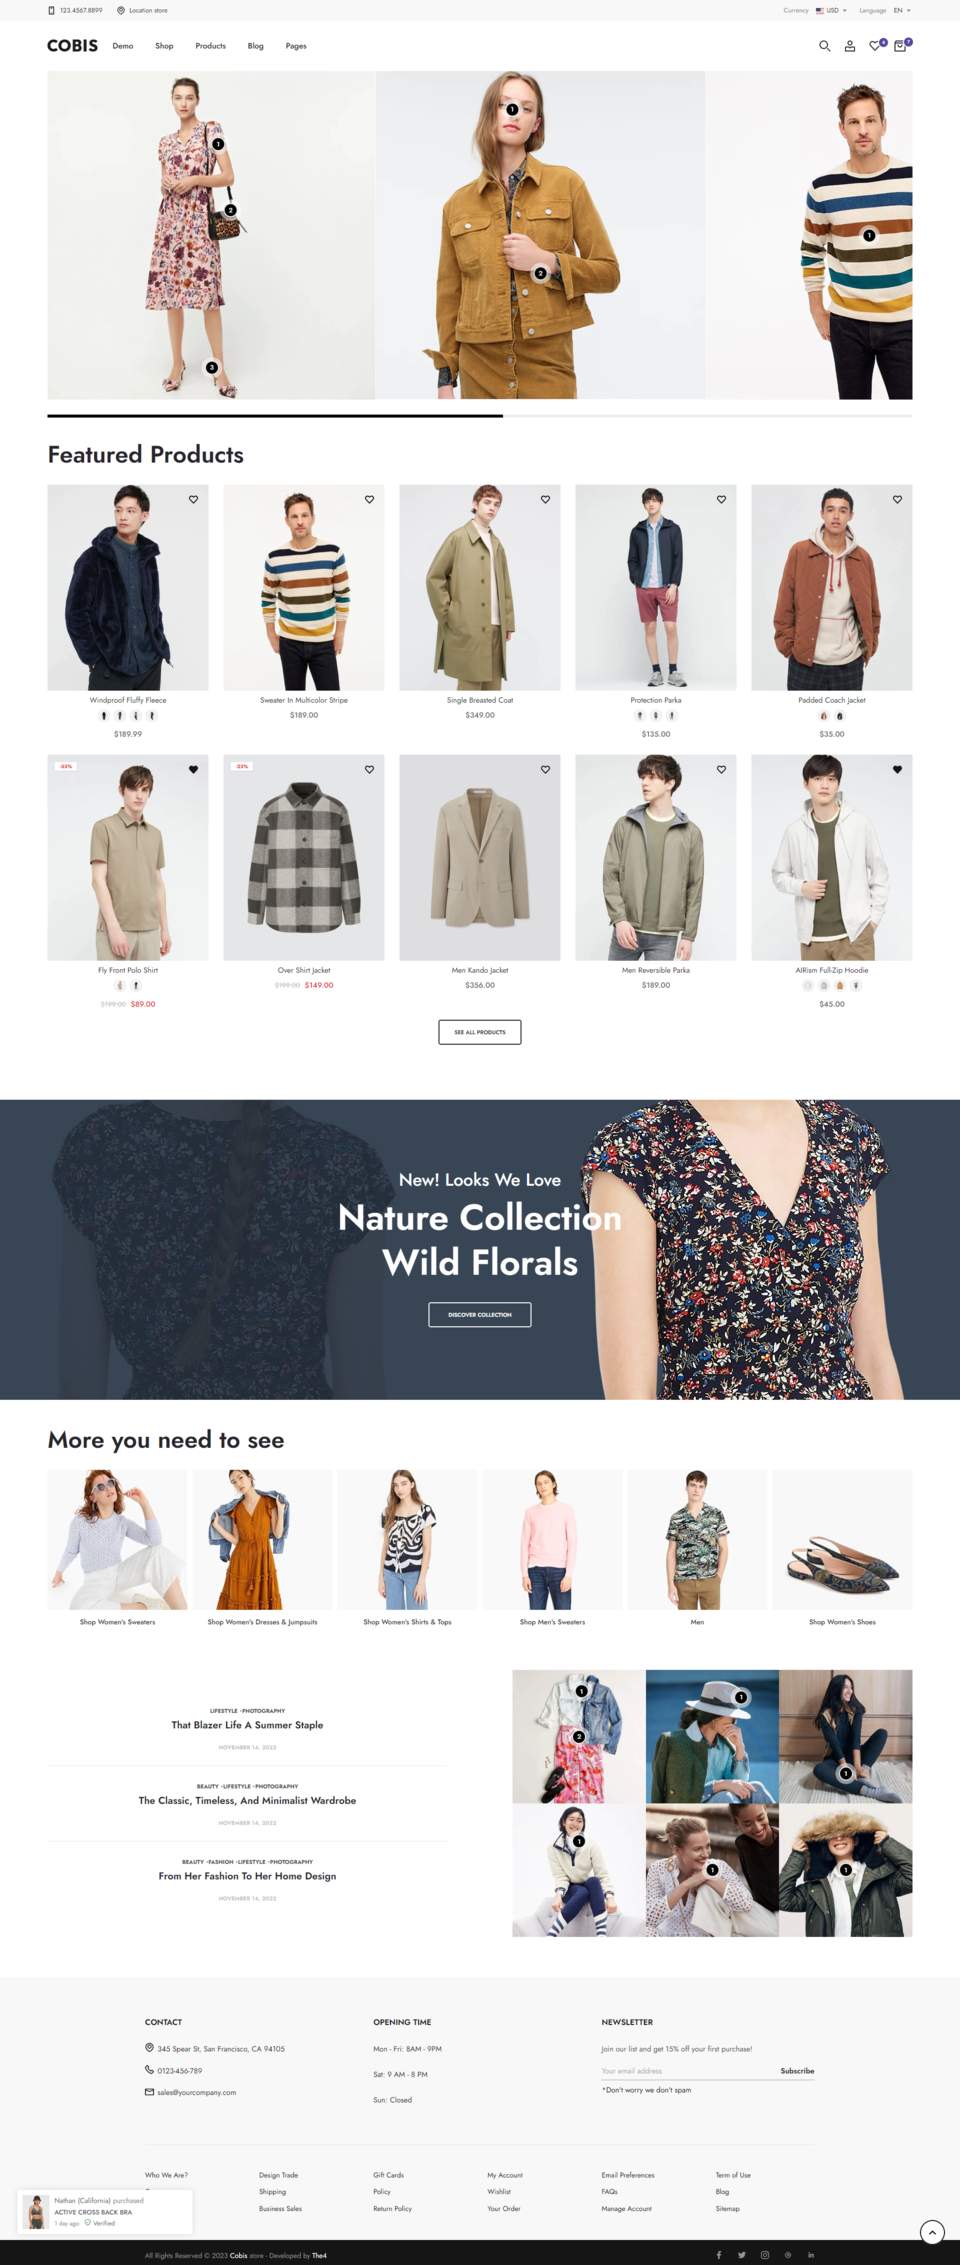 123.4567.8899 Location store Currency USD Language EN
COBIS Demo Shop Products Blog Pages 4 7
1
1
2
2
1
3
Featured Products
Windproof Fluffy Fleece
$189.99
Sweater In Multicolor Stripe
$189.00
Single Breasted Coat
$349.00
Protection Parka
$135.00
Padded Coach Jacket
$35.00
Fly Front Polo Shirt
$199.00 $89.00
Over Shirt Jacket
$199.00 $149.00
Men Kando Jacket
$356.00
Men Reversible Parka
$189.00
AIRism Full-Zip Hoodie
$45.00
SEE ALL PRODUCTS
New! Looks We Love
Nature Collection
Wild Florals
DISCOVER COLLECTION
More you need to see
Shop Women's Sweaters
Shop Women's Dresses & Jumpsuits
Shop Women's Shirts & Tops
Shop Men's Sweaters
Men
Shop Women's Shoes
LIFESTYLE •PHOTOGRAPHY
That Blazer Life A Summer Staple
NOVEMBER 14, 2022
BEAUTY •LIFESTYLE •PHOTOGRAPHY
The Classic, Timeless, And Minimalist Wardrobe
NOVEMBER 14, 2022
BEAUTY •FASHION •LIFESTYLE •PHOTOGRAPHY
From Her Fashion To Her Home Design
NOVEMBER 14, 2022
1
2
1
1
1
1
1
CONTACT
345 Spear St, San Francisco, CA 94105
0123-456-789
sales@yourcompany.com
OPENING TIME
Mon - Fri: 8AM - 9PM
Sat: 9 AM - 8 PM
Sun: Closed
NEWSLETTER
Join our list and get 15% off your first purchase!
Your email address Subscribe
*Don't worry we don't spam
Who We Are?
Design Trade
Shipping
Business Sales
Gift Cards
Policy
Return Policy
My Account
Wishlist
Your Order
Email Preferences
FAQs
Manage Account
Term of Use
Blog
Sitemap
Nathan (California) purchased
ACTIVE CROSS BACK BRA
1 day ago Verified
All Rights Reserved © 2023 Cobis store - Developed by The4